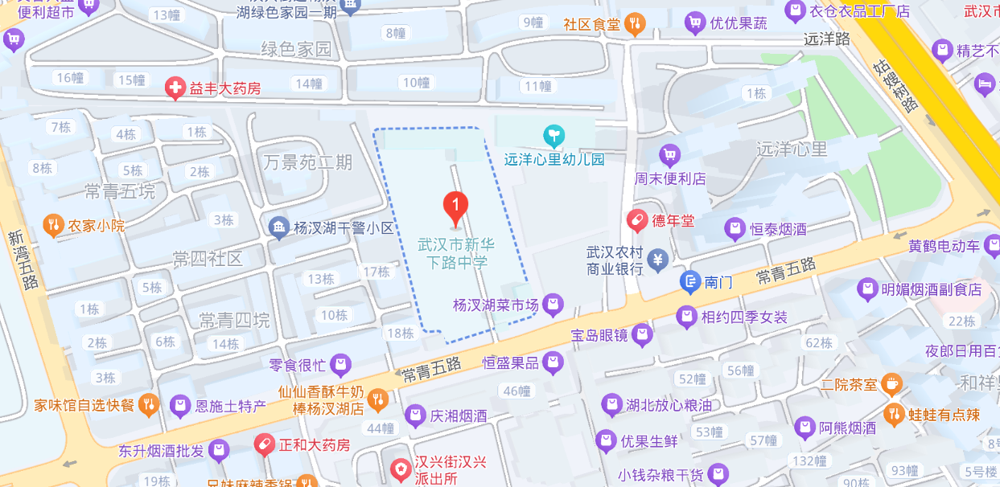 便利超市
13幢
湖绿色家园二期
8幢
9幢
社区食堂
优优果蔬
衣仓衣品工厂店
武汉市
绿色家园
远洋路
精艺不
16幢
15幢
益丰大药房
14幢
10幢
11幢
1栋
姑嫂树路
7栋
4栋
1栋
8栋
5栋
2栋
万景苑二期
远洋心里幼儿园
远洋心里
周末便利店
常青五垸
农家小院
3栋
杨汊湖干警小区
1
德年堂
恒泰烟酒
新湾五路
常四社区
武汉市新华
下路中学
武汉农村
商业银行
黄鹤电动车
17栋
13栋
5栋
南门
常青五路
明媚烟酒副食店
1栋
常青四垸
10栋
杨汊湖菜市场
相约四季女装
22栋
2栋
6栋
14栋
18栋
宝岛眼镜
62幢
夜郎日用百货
3栋
零食很忙
常青五路
恒盛果品
52幢
56幢
二院茶室
和祥
家味馆自选快餐
恩施土特产
仙仙香酥牛奶
棒杨汊湖店
46幢
庆湘烟酒
湖北放心粮油
阿熊烟酒
蛙蛙有点辣
44幢
53幢
57幢
东升烟酒批发
正和大药房
优果生鲜
汉兴街汉兴
派出所
132幢
93幢
5号楼
19栋
兄妹麻辣香锅
小钱杂粮干货
90栋